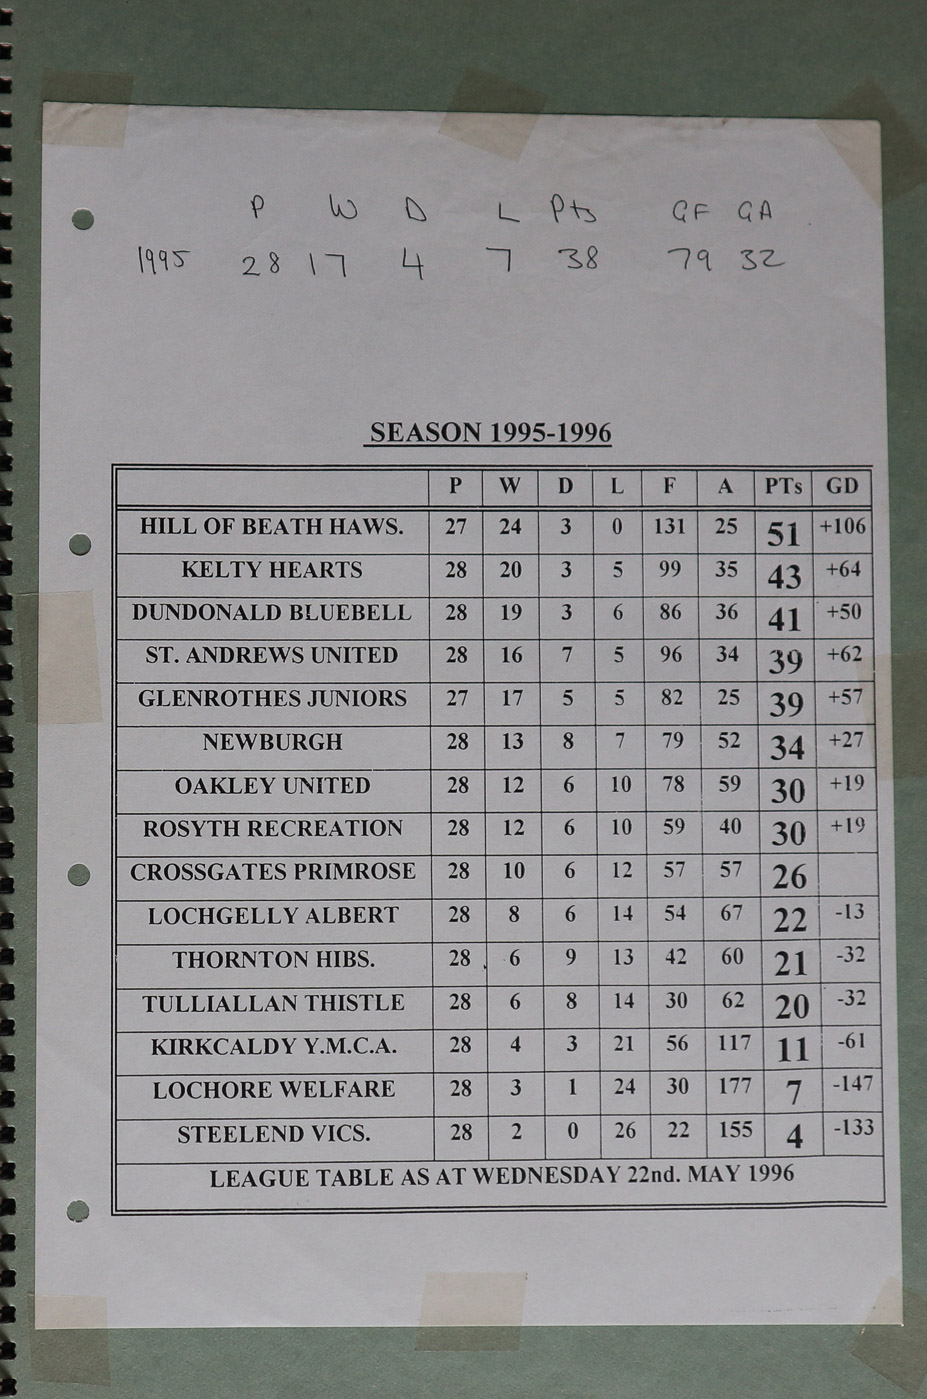 P W D L Pts GF GA
1995 28 17 4 7 38 79 32
SEASON 1995-1996
P W D L F A PTs GD
HILL OF BEATH HAWS. 27 24 3 0 131 25 51 +106
KELTY HEARTS 28 20 3 5 99 35 43 +64
DUNDONALD BLUEBELL 28 19 3 6 86 36 41 +50
ST. ANDREWS UNITED 28 16 7 5 96 34 39 +62
GLENROTHES JUNIORS 27 17 5 5 82 25 39 +57
NEWBURGH 28 13 8 7 79 52 34 +27
OAKLEY UNITED 28 12 6 10 78 59 30 +19
ROSYTH RECREATION 28 12 6 10 59 40 30 +19
CROSSGATES PRIMROSE 28 10 6 12 57 57 26
LOCHGELLY ALBERT 28 8 6 14 54 67 22 -13
THORNTON HIBS. 28 6 9 13 42 60 21 -32
TULLIALLAN THISTLE 28 6 8 14 30 62 20 -32
KIRKCALDY Y.M.C.A. 28 4 3 21 56 117 11 -61
LOCHORE WELFARE 28 3 1 24 30 177 7 -147
STEELEND VICS. 28 2 0 26 22 155 4 -133
LEAGUE TABLE AS AT WEDNESDAY 22nd. MAY 1996